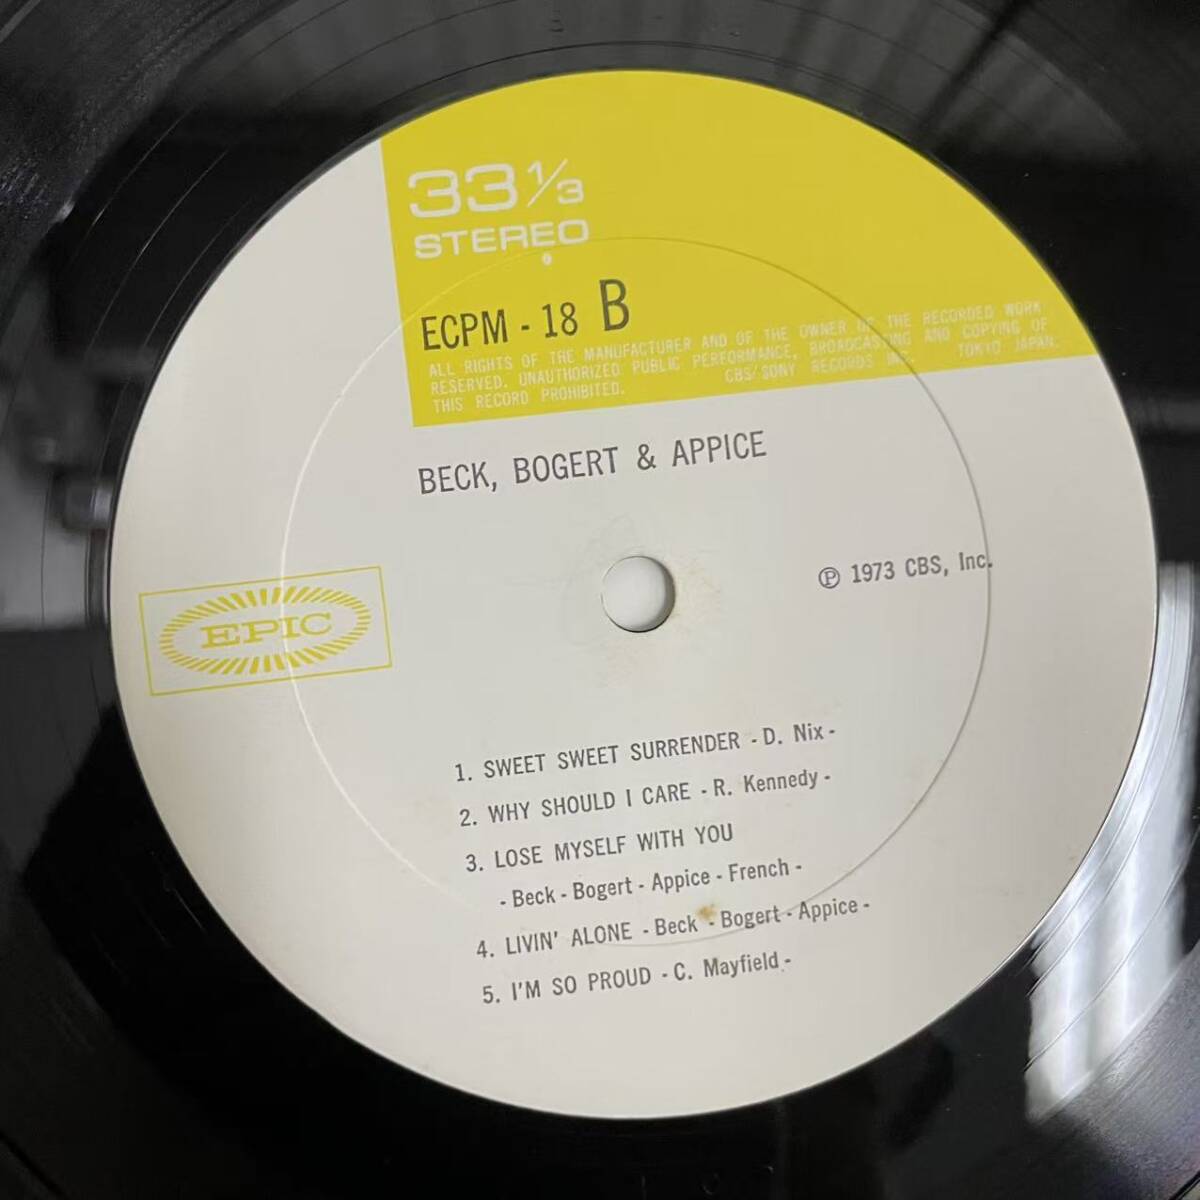 33 1/3
STEREO
ECPM - 18 B
ALL RIGHTS OF THE MANUFACTURER AND OF THE OWNER OF THE RECORDED WORK
RESERVED. UNAUTHORIZED PUBLIC PERFORMANCE, BROADCASTING AND COPYING OF
THIS RECORD PROHIBITED. CBS/SONY RECORDS INC. TOKYO JAPAN.
BECK, BOGERT & APPICE
℗ 1973 CBS, Inc.
EPIC
1. SWEET SWEET SURRENDER - D. Nix -
2. WHY SHOULD I CARE - R. Kennedy -
3. LOSE MYSELF WITH YOU
- Beck - Bogert - Appice - French -
4. LIVIN' ALONE - Beck - Bogert - Appice -
5. I'M SO PROUD - C. Mayfield -